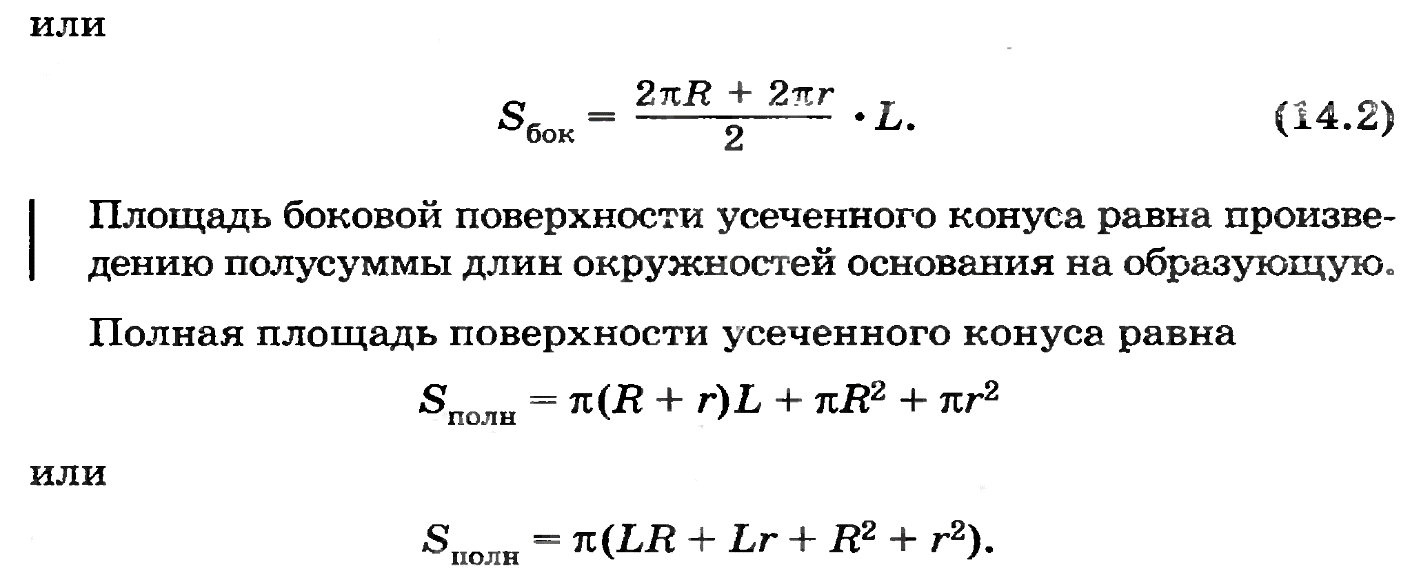 или
S_бок = (2πR + 2πr)/2 · L. (14.2)
Площадь боковой поверхности усеченного конуса равна произве-
дению полусуммы длин окружностей основания на образующую.
Полная площадь поверхности усеченного конуса равна
S_полн = π(R + r)L + πR² + πr²
или
S_полн = π(LR + Lr + R² + r²).